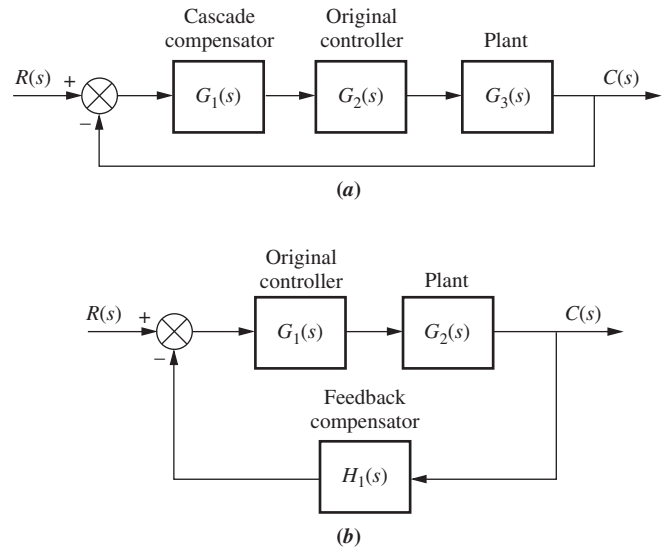 Cascade
compensator
Original
controller
Plant
R(s)
+
−
G₁(s)
G₂(s)
G₃(s)
C(s)
(a)
Original
controller
Plant
R(s)
+
−
G₁(s)
G₂(s)
C(s)
Feedback
compensator
H₁(s)
(b)